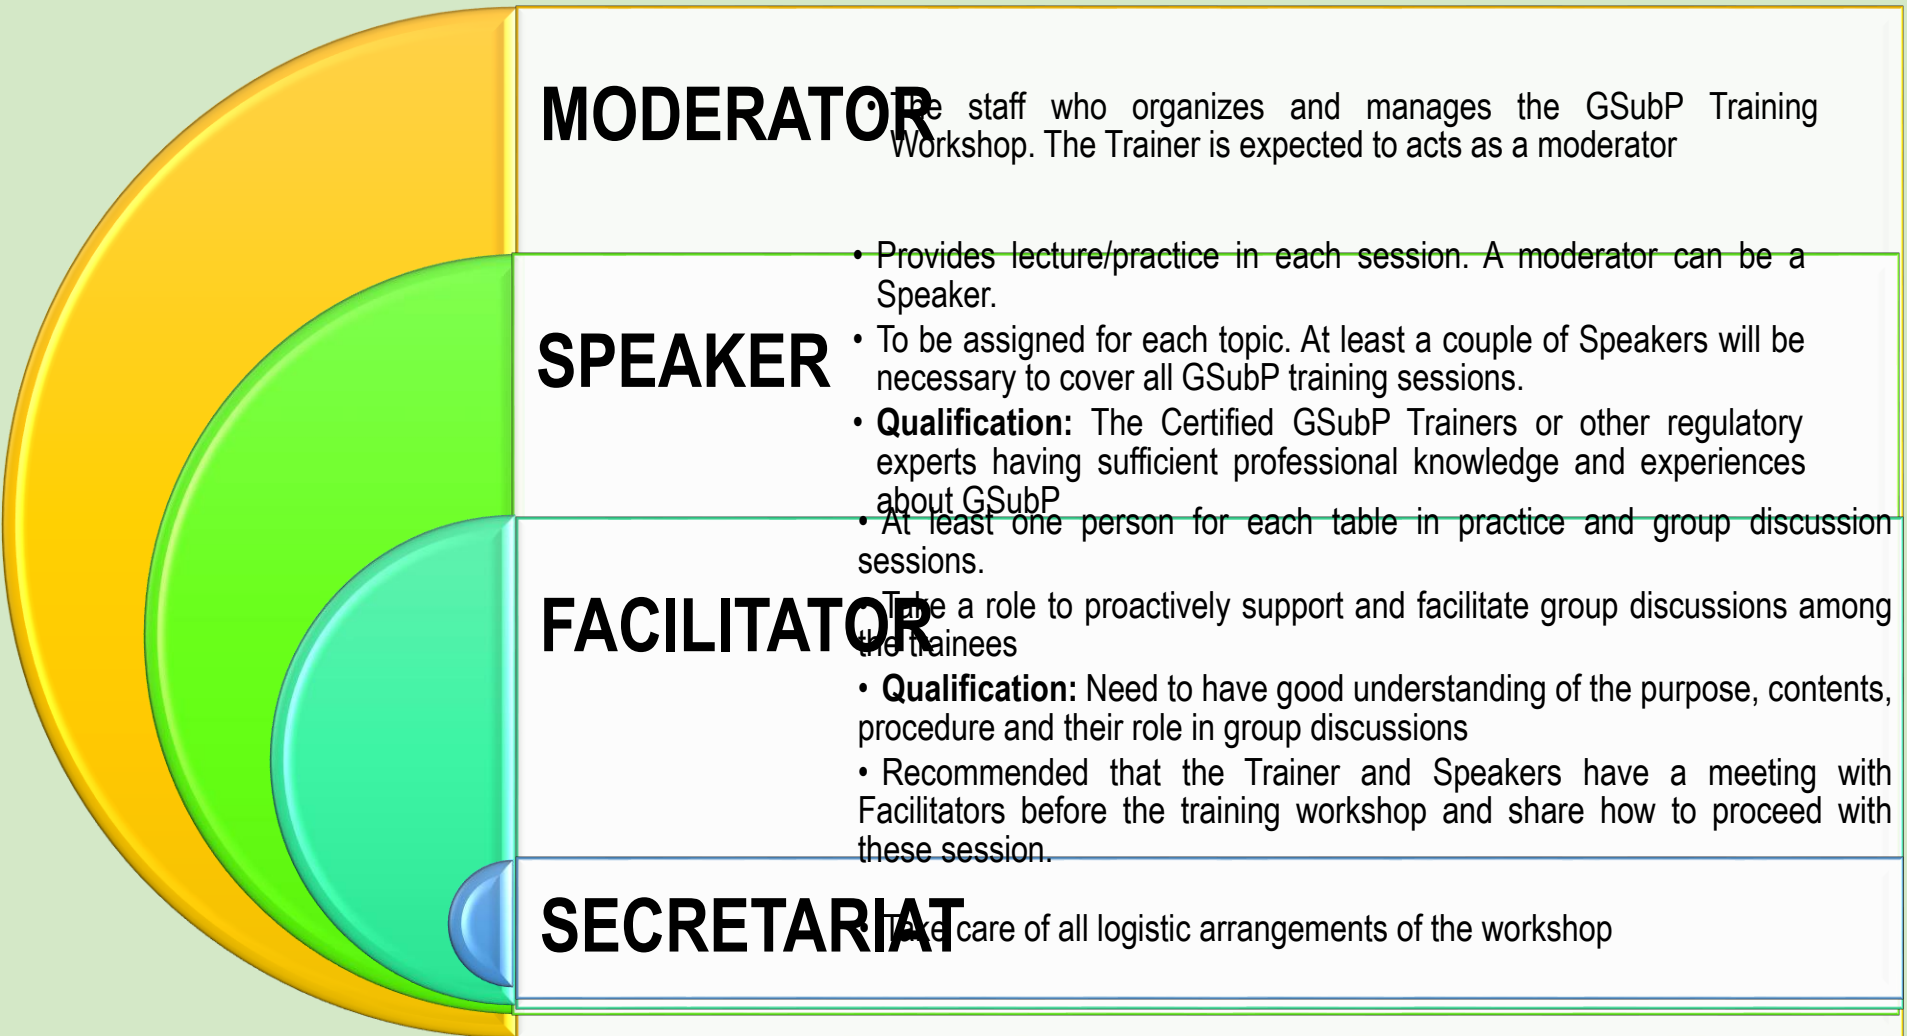 MODERATOR
• The staff who organizes and manages the GSubP Training
Workshop. The Trainer is expected to acts as a moderator
SPEAKER
• Provides lecture/practice in each session. A moderator can be a
Speaker.
• To be assigned for each topic. At least a couple of Speakers will be
necessary to cover all GSubP training sessions.
• Qualification: The Certified GSubP Trainers or other regulatory
experts having sufficient professional knowledge and experiences
about GSubP
FACILITATOR
• At least one person for each table in practice and group discussion
sessions.
• Take a role to proactively support and facilitate group discussions among
the trainees
• Qualification: Need to have good understanding of the purpose, contents,
procedure and their role in group discussions
• Recommended that the Trainer and Speakers have a meeting with
Facilitators before the training workshop and share how to proceed with
these session.
SECRETARIAT
• Take care of all logistic arrangements of the workshop